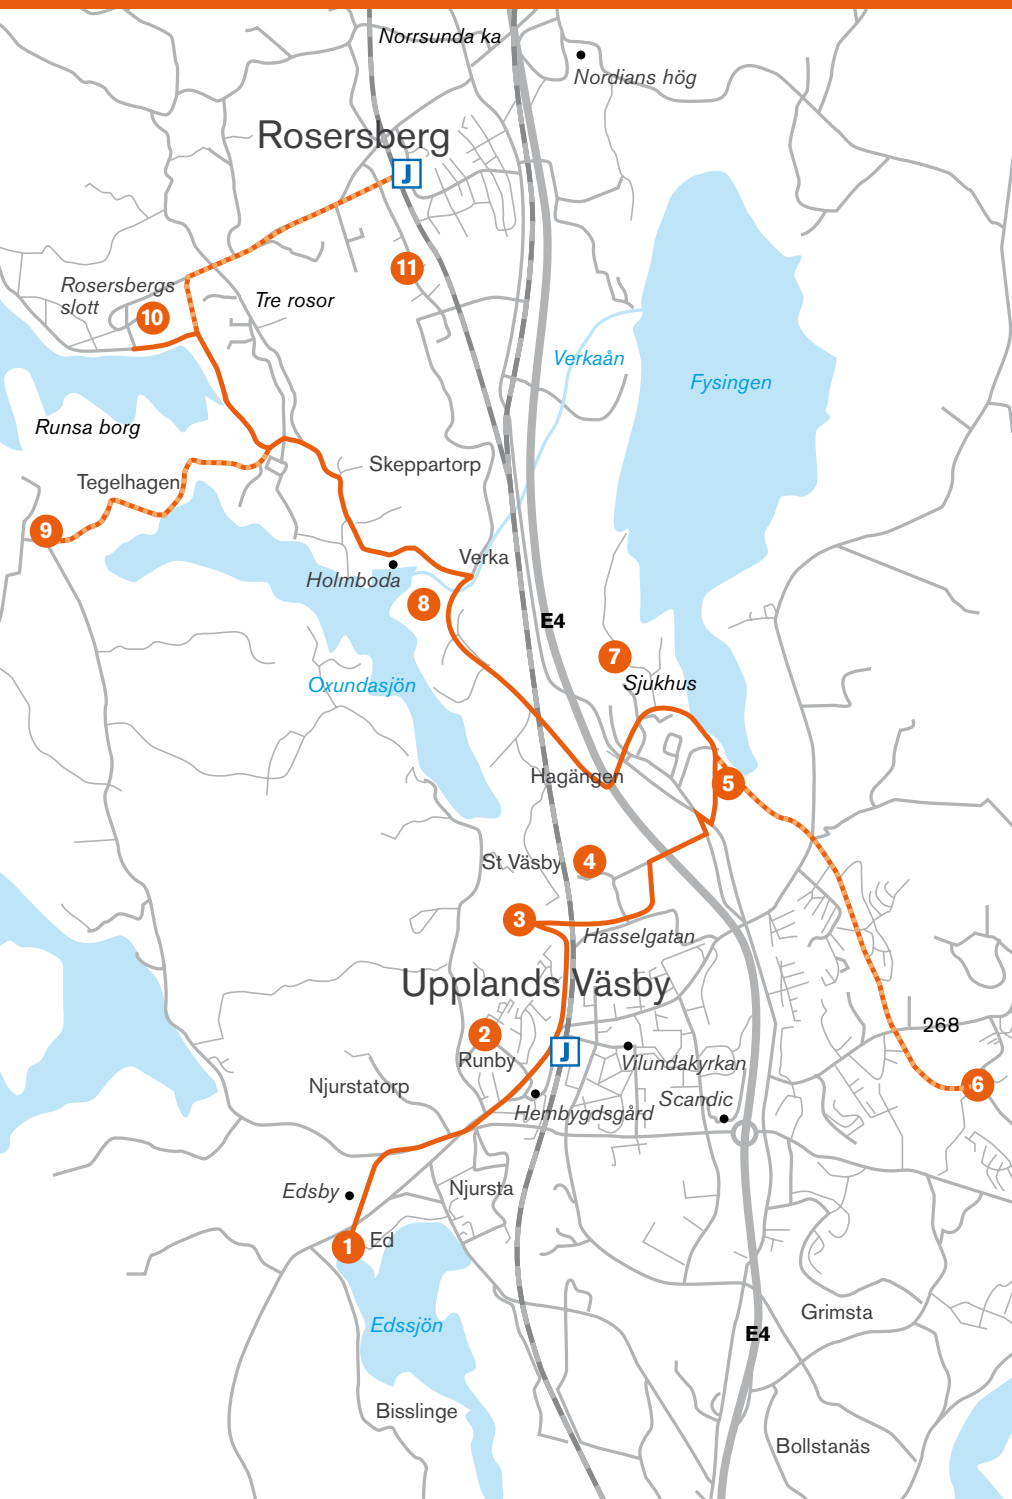 Norrsunda ka
Nordians hög
Rosersberg
J
11
Rosersbergs
slott
10
Tre rosor
Verkaån
Fysingen
Runsa borg
Skeppartorp
Tegelhagen
9
Verka
Holmboda
8
E4
7
Sjukhus
Oxundasjön
Hagängen
5
St Väsby
4
3
Hasselgatan
Upplands Väsby
268
2
Runby
J
Vilundakyrkan
6
Njurstatorp
Scandic
Hembygdsgård
Edsby
Njursta
1
Ed
Grimsta
Edssjön
E4
Bisslinge
Bollstanäs